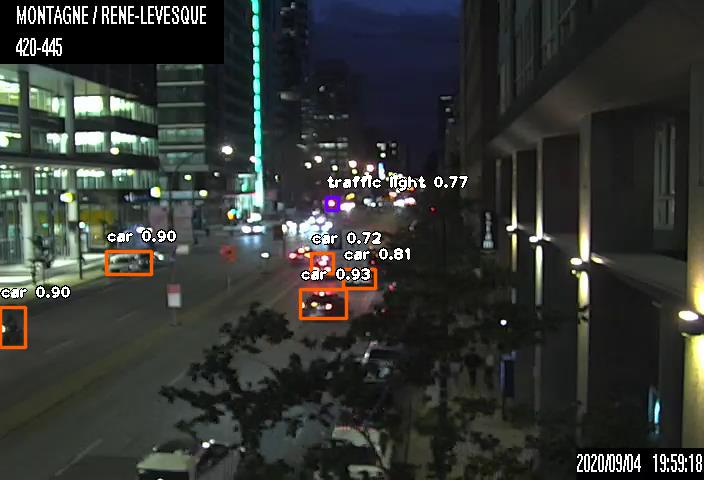 MONTAGNE / RENE-LEVESQUE
420-445
traffic light 0.77
car 0.90
car 0.72
car 0.81
car 0.93
car 0.90
2020/09/04 19:59:18